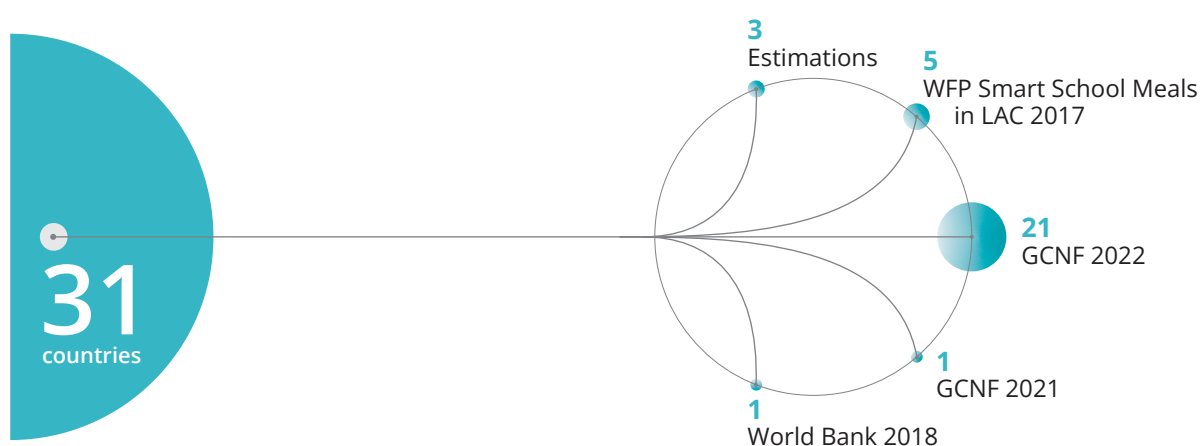 3
Estimations
5
WFP Smart School Meals
in LAC 2017
21
GCNF 2022
31
countries
1
GCNF 2021
1
World Bank 2018